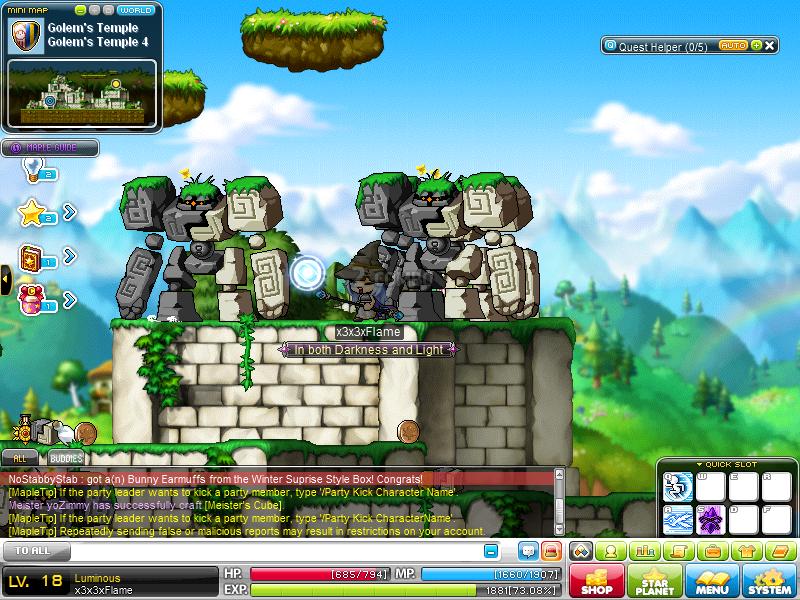 MINI MAP
WORLD
Golem's Temple
Golem's Temple 4
Quest Helper (0/5)
AUTO
MAPLE GUIDE
2
2
1
1
x3x3xFlame
In both Darkness and Light
ALL
BUDDIES
QUICK SLOT
W
E
R
A
D
F
NoStabbyStab : got a(n) Bunny Earmuffs from the Winter Suprise Style Box! Congrats!
[MapleTip] If the party leader wants to kick a party member, type '/Party Kick Character Name'.
Meister yoZimmy has successfully craft [Meister's Cube].
[MapleTip] If the party leader wants to kick a party member, type '/Party KickCharacterName'.
[MapleTip] Repeatedly sending false or malicious reports may result in restrictions on your account.
TO ALL
LV. 18
Luminous
x3x3xFlame
HP. [685/794] MP. [1660/1907]
EXP. 1881[73.08%]
SHOP
STAR PLANET
MENU
SYSTEM